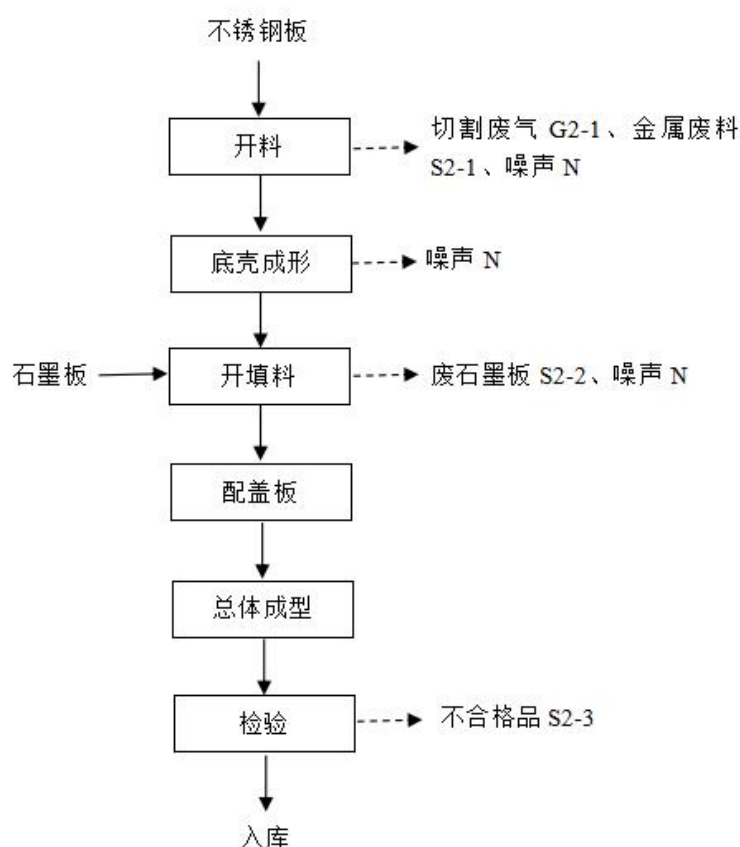 不锈钢板
开料
切割废气 G2-1、金属废料
S2-1、噪声 N
底壳成形
噪声 N
石墨板
开填料
废石墨板 S2-2、噪声 N
配盖板
总体成型
检验
不合格品 S2-3
入库